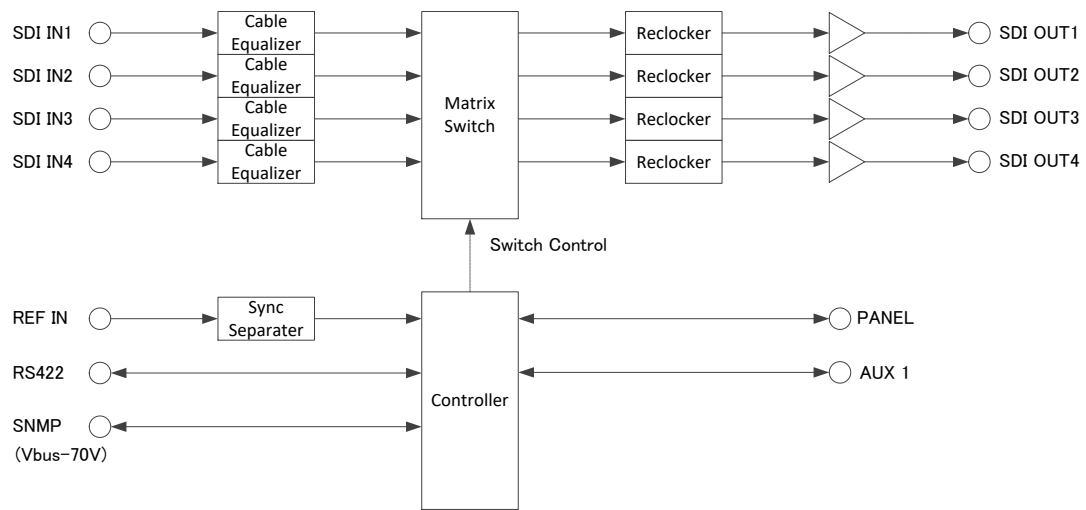 SDI IN1
Cable
Equalizer
Reclocker
SDI OUT1
SDI IN2
Cable
Equalizer
Reclocker
SDI OUT2
Matrix
Switch
SDI IN3
Cable
Equalizer
Reclocker
SDI OUT3
SDI IN4
Cable
Equalizer
Reclocker
SDI OUT4
Switch Control
REF IN
Sync
Separater
PANEL
RS422
AUX 1
Controller
SNMP
(Vbus-70V)